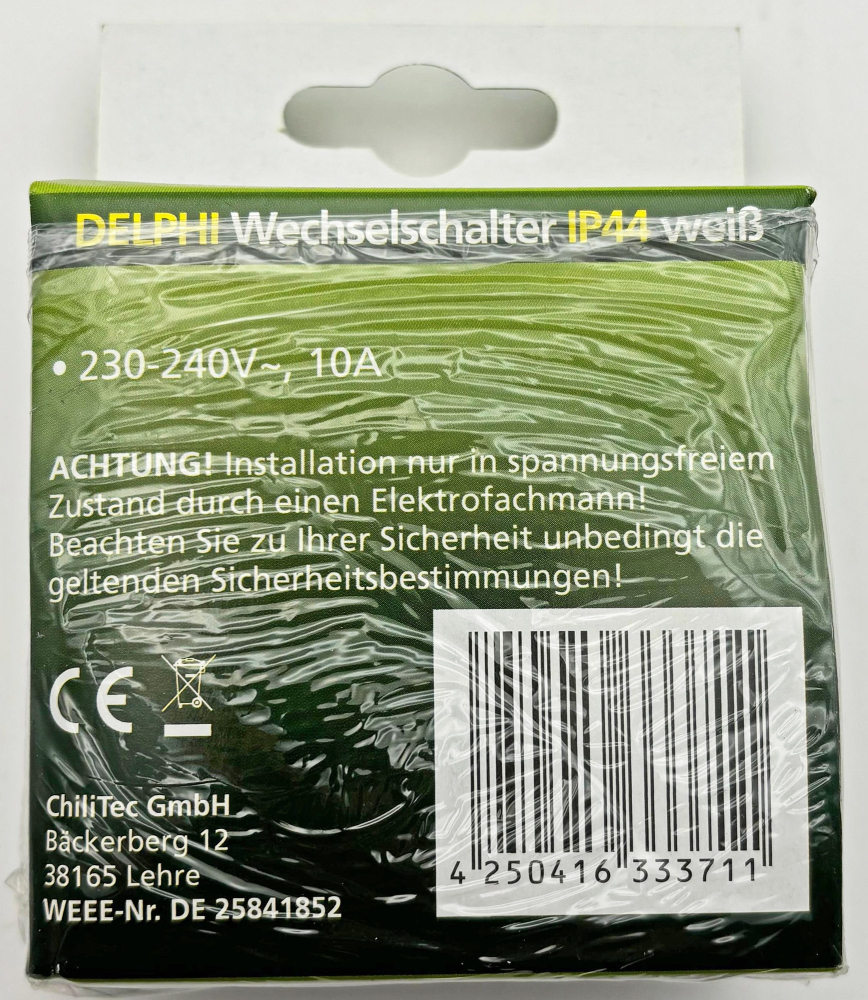 DELPHI Wechselschalter IP44 weiß
• 230-240V~, 10A
ACHTUNG! Installation nur in spannungsfreiem
Zustand durch einen Elektrofachmann!
Beachten Sie zu Ihrer Sicherheit unbedingt die
geltenden Sicherheitsbestimmungen!
CE
ChiliTec GmbH
Bäckerberg 12
38165 Lehre
WEEE-Nr. DE 25841852
4 250416 333711